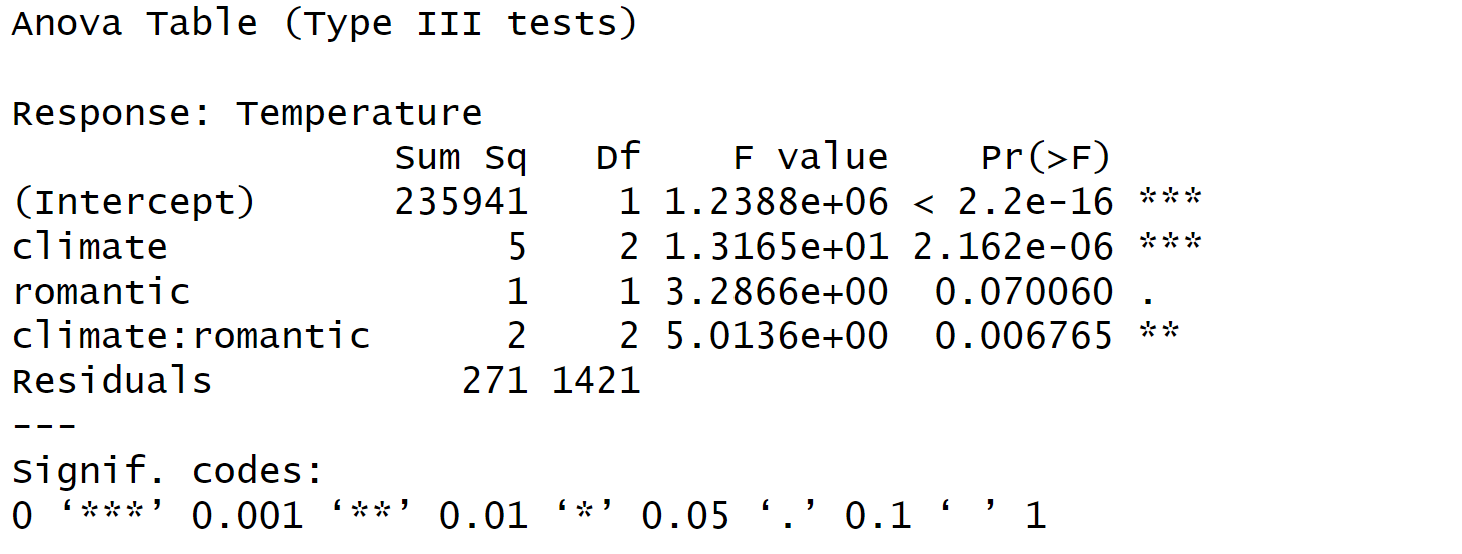 Anova Table (Type III tests)
Response: Temperature
Sum Sq Df F value Pr(>F)
(Intercept) 235941 1 1.2388e+06 < 2.2e-16 ***
climate 5 2 1.3165e+01 2.162e-06 ***
romantic 1 1 3.2866e+00 0.070060 .
climate:romantic 2 2 5.0136e+00 0.006765 **
Residuals 271 1421
---
Signif. codes:
0 ‘***’ 0.001 ‘**’ 0.01 ‘*’ 0.05 ‘.’ 0.1 ‘ ’ 1